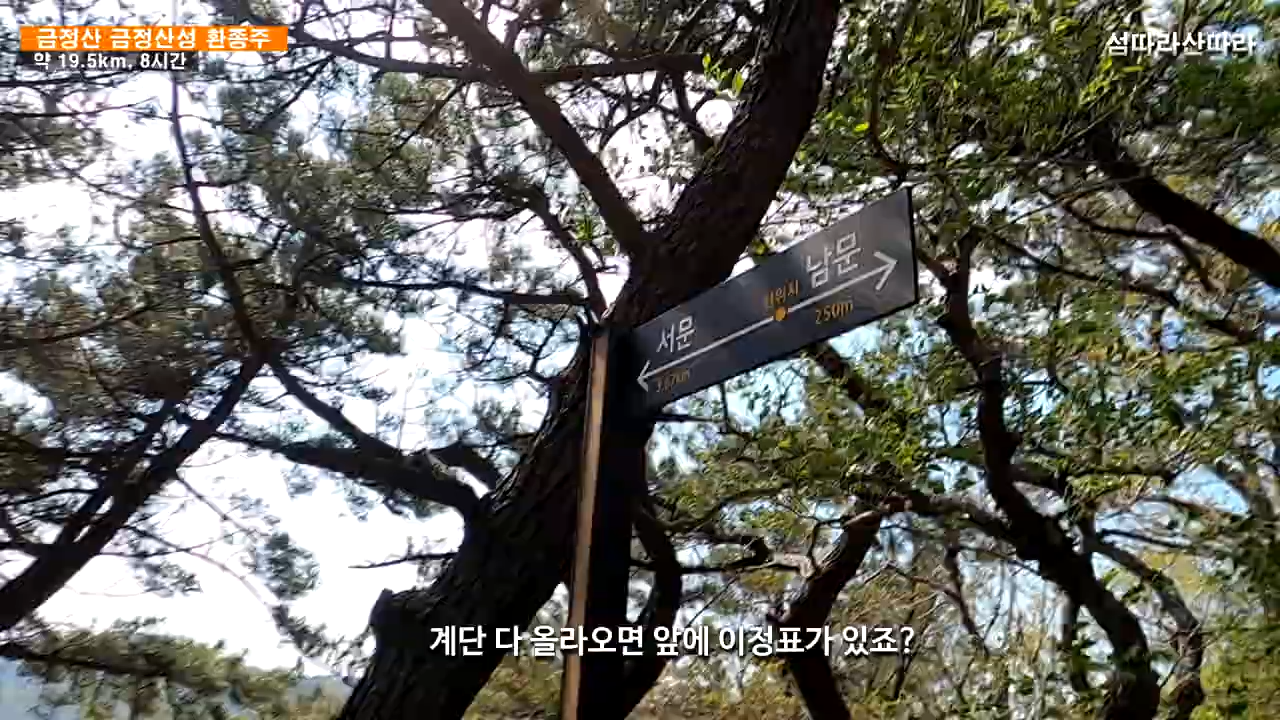 금정산 금정산성 환종주
약 19.5km, 8시간
섬따라산따라
남문
현위치
250m
서문
3.67km
계단 다 올라오면 앞에 이정표가 있죠?